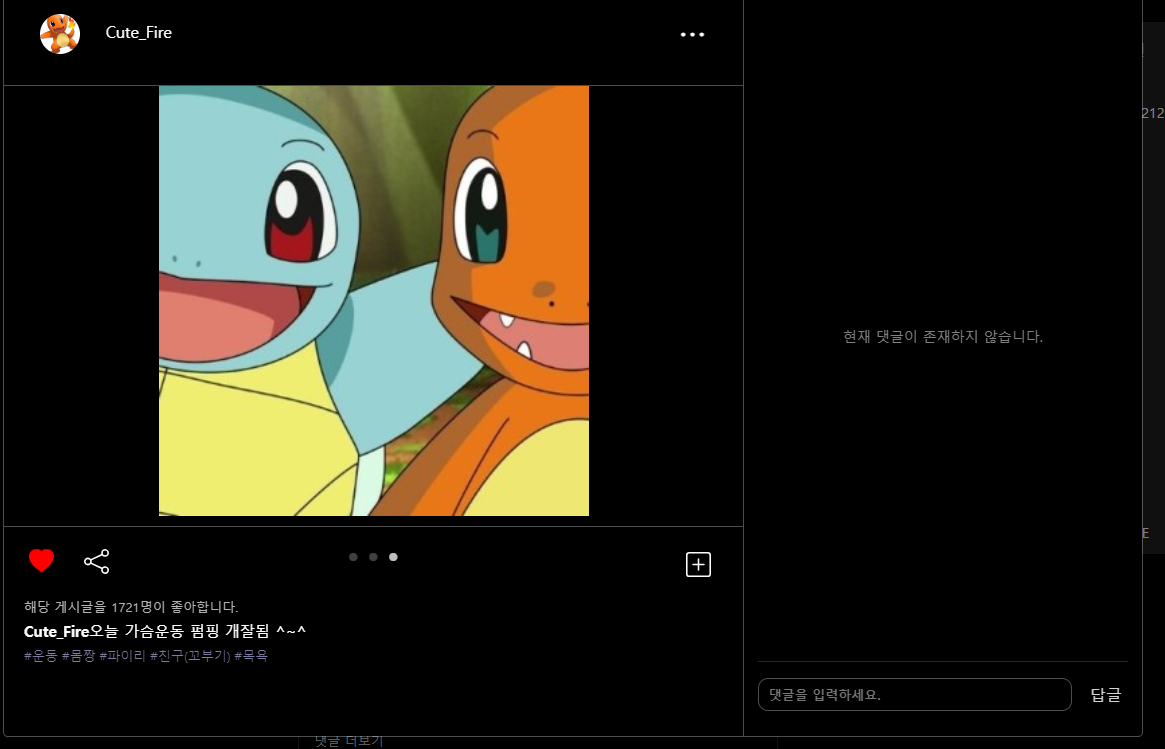 Cute_Fire
212
현재 댓글이 존재하지 않습니다.
E
해당 게시글을 1721명이 좋아합니다.
Cute_Fire오늘 가슴운동 펌핑 개잘됨 ^~^
#운동 #몸짱 #파이리 #친구(꼬부기) #목욕
댓글을 입력하세요.
답글
댓글 더보기